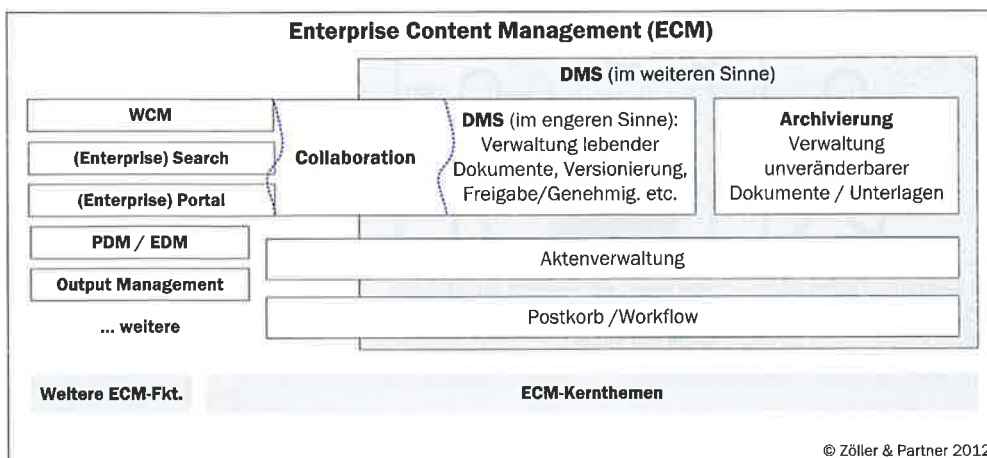 Enterprise Content Management (ECM)
DMS (im weiteren Sinne)
WCM
(Enterprise) Search
(Enterprise) Portal
PDM / EDM
Output Management
... weitere
Collaboration
DMS (im engeren Sinne):
Verwaltung lebender
Dokumente, Versionierung,
Freigabe/Genehmig. etc.
Archivierung
Verwaltung
unveränderbarer
Dokumente / Unterlagen
Aktenverwaltung
Postkorb /Workflow
Weitere ECM-Fkt.
ECM-Kernthemen
© Zöller & Partner 2012